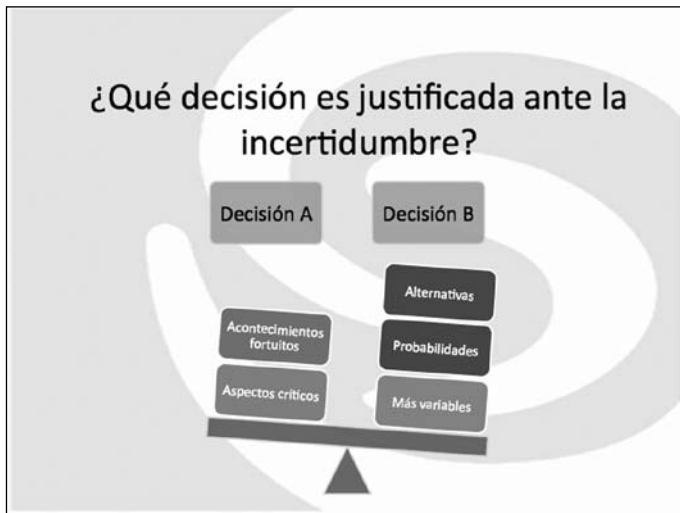 ¿Qué decisión es justificada ante la
incertidumbre?
Decisión A
Decisión B
Alternativas
Acontecimientos
fortuitos
Probabilidades
Aspectos críticos
Más variables